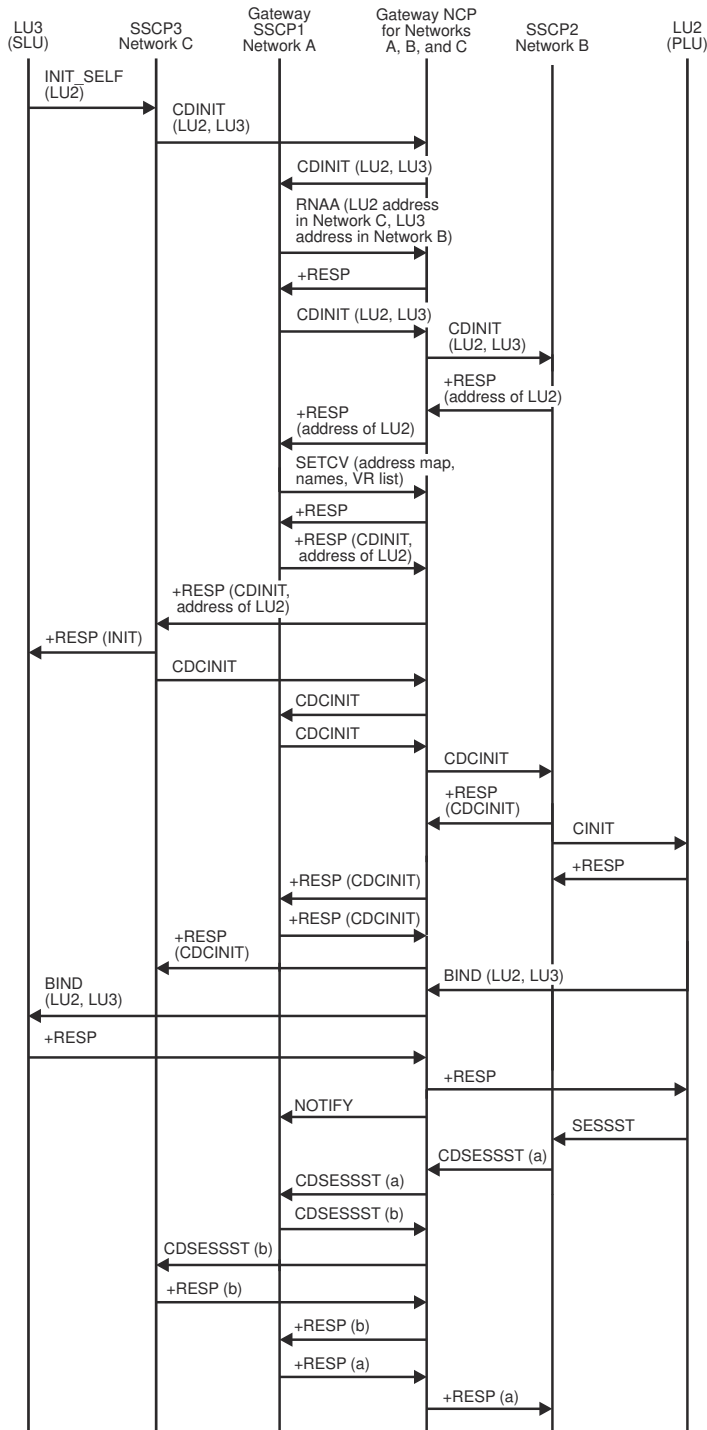 LU3
(SLU)
SSCP3
Network C
Gateway
SSCP1
Network A
Gateway NCP
for Networks
A, B, and C
SSCP2
Network B
LU2
(PLU)
INIT_SELF
(LU2)
CDINIT
(LU2, LU3)
CDINIT (LU2, LU3)
RNAA (LU2 address
in Network C, LU3
address in Network B)
+RESP
CDINIT (LU2, LU3)
CDINIT
(LU2, LU3)
+RESP
(address of LU2)
+RESP
(address of LU2)
SETCV (address map,
names, VR list)
+RESP
+RESP (CDINIT,
address of LU2)
+RESP (CDINIT,
address of LU2)
+RESP (INIT)
CDCINIT
CDCINIT
CDCINIT
CDCINIT
+RESP
(CDCINIT)
CINIT
+RESP
+RESP (CDCINIT)
+RESP (CDCINIT)
+RESP
(CDCINIT)
BIND (LU2, LU3)
BIND
(LU2, LU3)
+RESP
+RESP
NOTIFY
SESSST
CDSESSST (a)
CDSESSST (a)
CDSESSST (b)
CDSESSST (b)
+RESP (b)
+RESP (b)
+RESP (a)
+RESP (a)